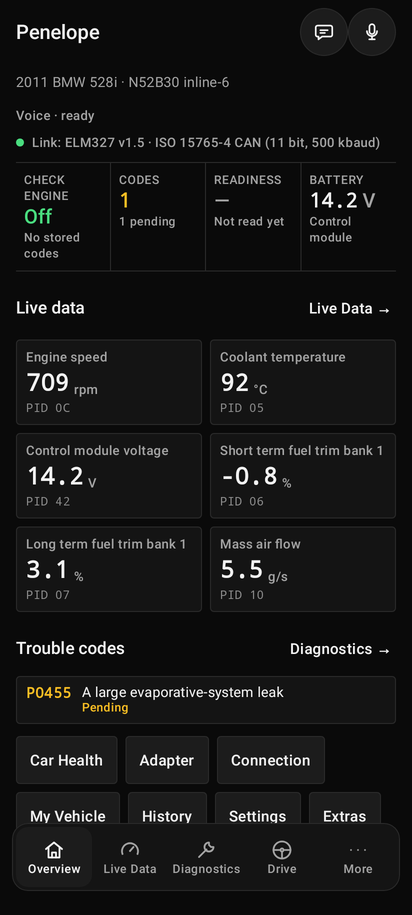 Penelope
2011 BMW 528i · N52B30 inline-6
Voice · ready
Link: ELM327 v1.5 · ISO 15765-4 CAN (11 bit, 500 kbaud)
CHECK ENGINE
Off
No stored codes
CODES
1
1 pending
READINESS
—
Not read yet
BATTERY
14.2 V
Control module
Live data
Live Data →
Engine speed
709 rpm
PID 0C
Coolant temperature
92 °C
PID 05
Control module voltage
14.2 V
PID 42
Short term fuel trim bank 1
-0.8 %
PID 06
Long term fuel trim bank 1
3.1 %
PID 07
Mass air flow
5.5 g/s
PID 10
Trouble codes
Diagnostics →
P0455 A large evaporative-system leak
Pending
Car Health
Adapter
Connection
My Vehicle
History
Settings
Extras
Overview
Live Data
Diagnostics
Drive
More